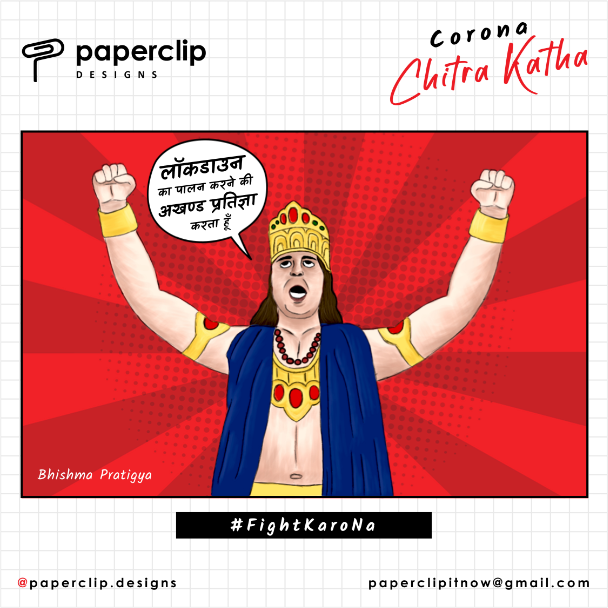 paperclip
DESIGNS
Corona
Chitra Katha
लॉकडाउन
का पालन करने की
अखण्ड प्रतिज्ञा
करता हूँ
Bhishma Pratigya
#FightKaroNa
@paperclip.designs
paperclipitnow@gmail.com